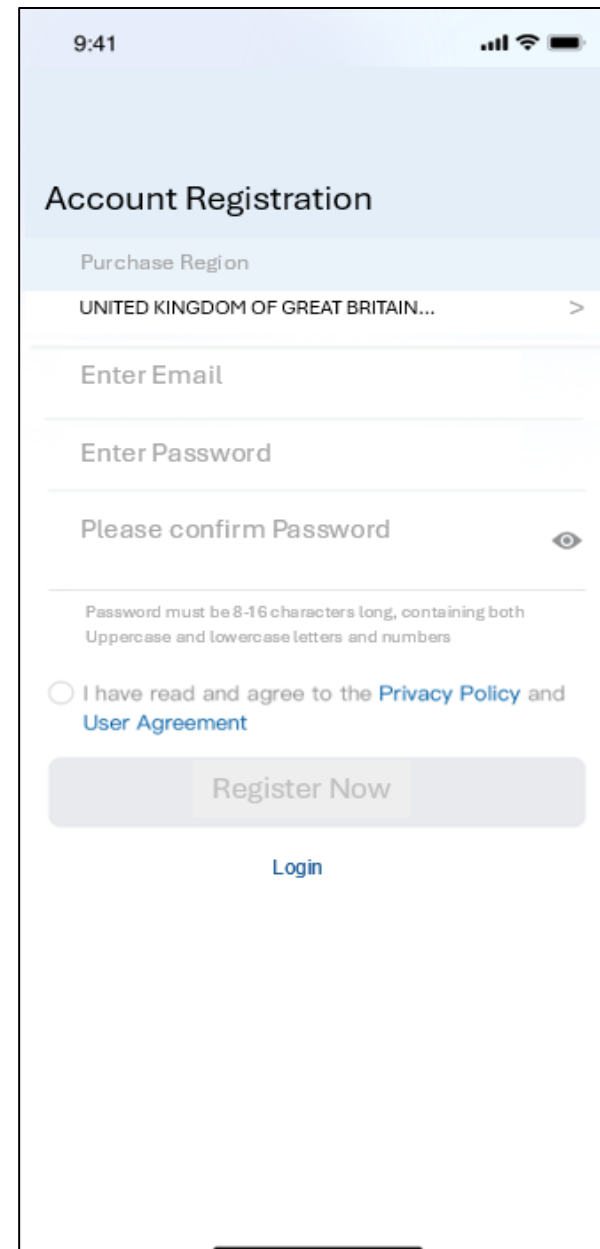 9:41
Account Registration
Purchase Region
UNITED KINGDOM OF GREAT BRITAIN... >
Enter Email
Enter Password
Please confirm Password
Password must be 8-16 characters long, containing both
Uppercase and lowercase letters and numbers
I have read and agree to the Privacy Policy and
User Agreement
Register Now
Login